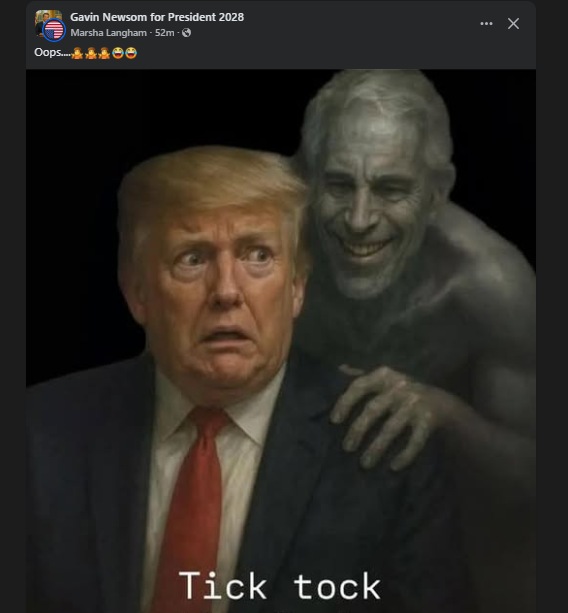 Gavin Newsom for President 2028
Marsha Langham · 52m ·
Oops....🤷🤷🤷😂😂
Tick tock